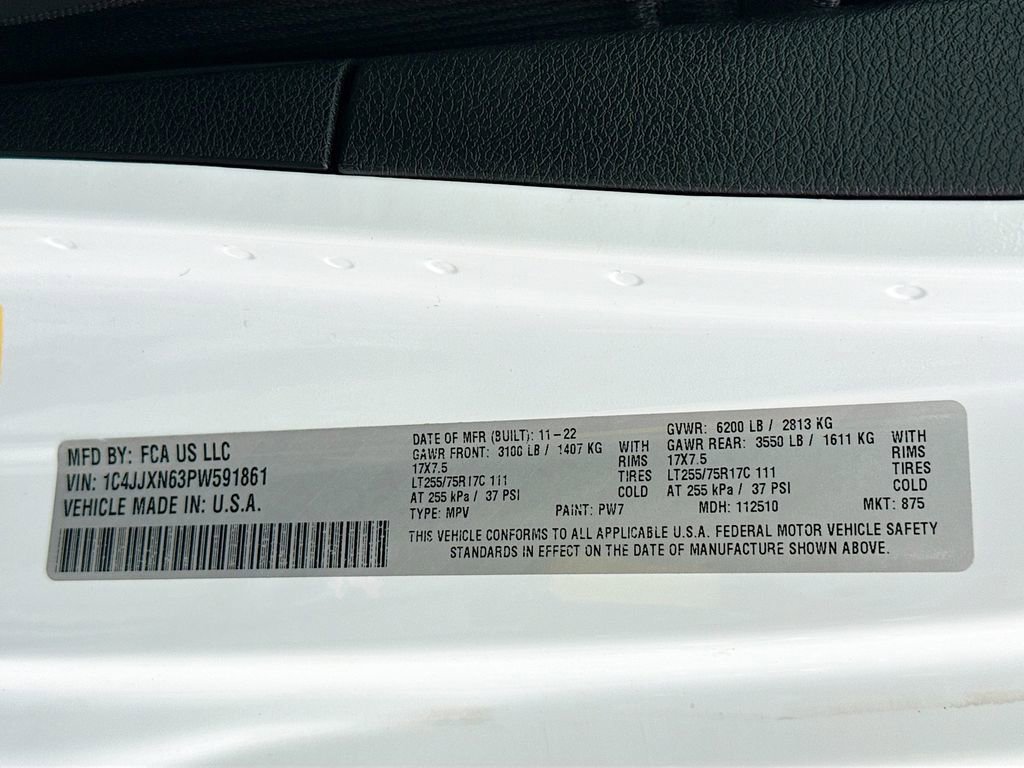 MFD BY: FCA US LLC
VIN: 1C4JJXN63PW591861
VEHICLE MADE IN: U.S.A.
DATE OF MFR (BUILT): 11-22
GAWR FRONT: 3100 LB / 1407 KG
17X7.5
LT255/75R17C 111
AT 255 kPa / 37 PSI
WITH
RIMS
TIRES
COLD
GVWR: 6200 LB / 2813 KG
GAWR REAR: 3550 LB / 1611 KG
17X7.5
LT255/75R17C 111
AT 255 kPa / 37 PSI
WITH
RIMS
TIRES
COLD
TYPE: MPV PAINT: PW7 MDH: 112510 MKT: 875
THIS VEHICLE CONFORMS TO ALL APPLICABLE U.S.A. FEDERAL MOTOR VEHICLE SAFETY
STANDARDS IN EFFECT ON THE DATE OF MANUFACTURE SHOWN ABOVE.